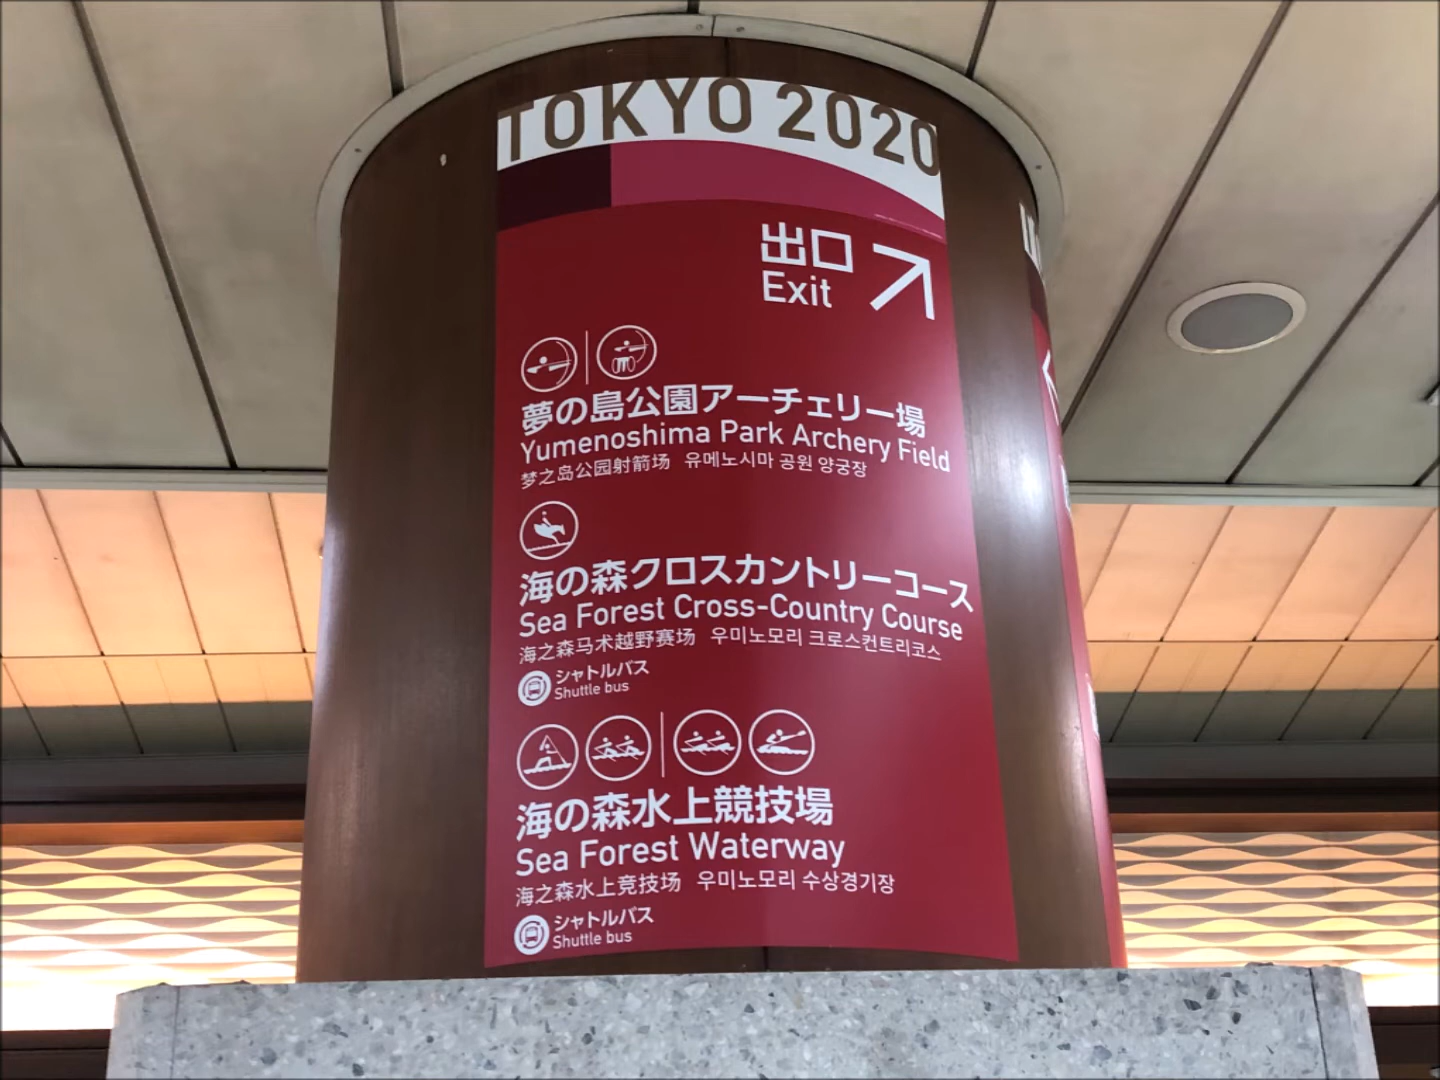 TOKYO 2020
出口
Exit
夢の島公園アーチェリー場
Yumenoshima Park Archery Field
梦之岛公园射箭场 유메노시마 공원 양궁장
海の森クロスカントリーコース
Sea Forest Cross-Country Course
海之森马术越野赛场 우미노모리 크로스컨트리코스
シャトルバス
Shuttle bus
海の森水上競技場
Sea Forest Waterway
海之森水上竞技场 우미노모리 수상경기장
シャトルバス
Shuttle bus